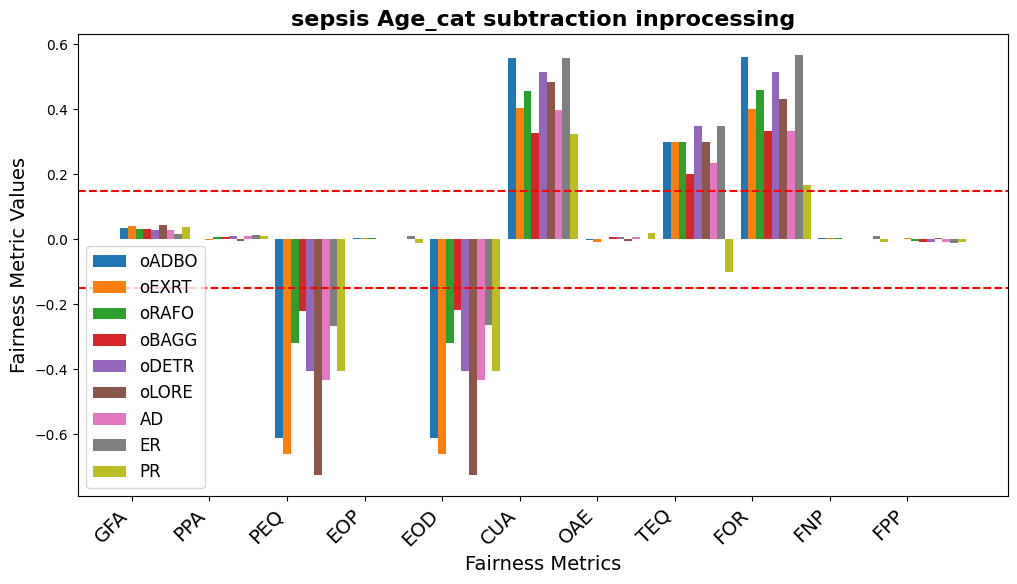 sepsis Age_cat subtraction inprocessing
Fairness Metric Values
0.6
0.4
0.2
0.0
−0.2
−0.4
−0.6
oADBO
oEXRT
oRAFO
oBAGG
oDETR
oLORE
AD
ER
PR
GFA
PPA
PEQ
EOP
EOD
CUA
OAE
TEQ
FOR
FNP
FPP
Fairness Metrics